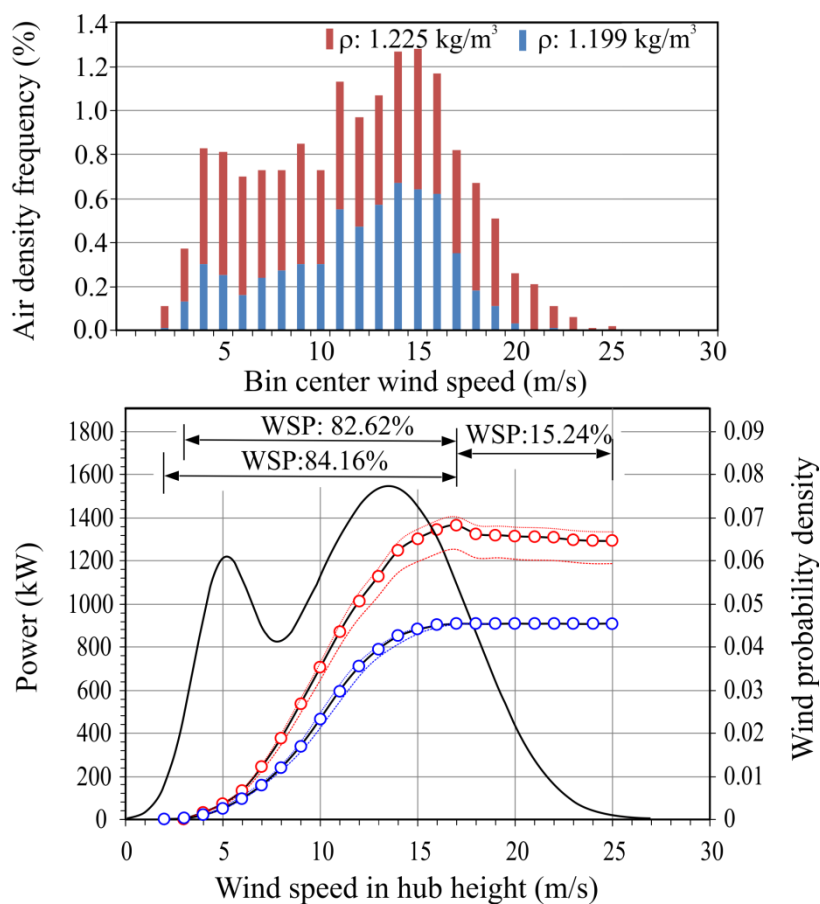 ρ: 1.225 kg/m³ ρ: 1.199 kg/m³
Air density frequency (%)
1.4
1.2
1.0
0.8
0.6
0.4
0.2
0.0
5 10 15 20 25 30
Bin center wind speed (m/s)
WSP: 82.62% WSP:15.24%
WSP:84.16%
Power (kW)
1800
1600
1400
1200
1000
800
600
400
200
0
0.09
0.08
0.07
0.06
0.05
0.04
0.03
0.02
0.01
0
Wind probability density
0 5 10 15 20 25 30
Wind speed in hub height (m/s)